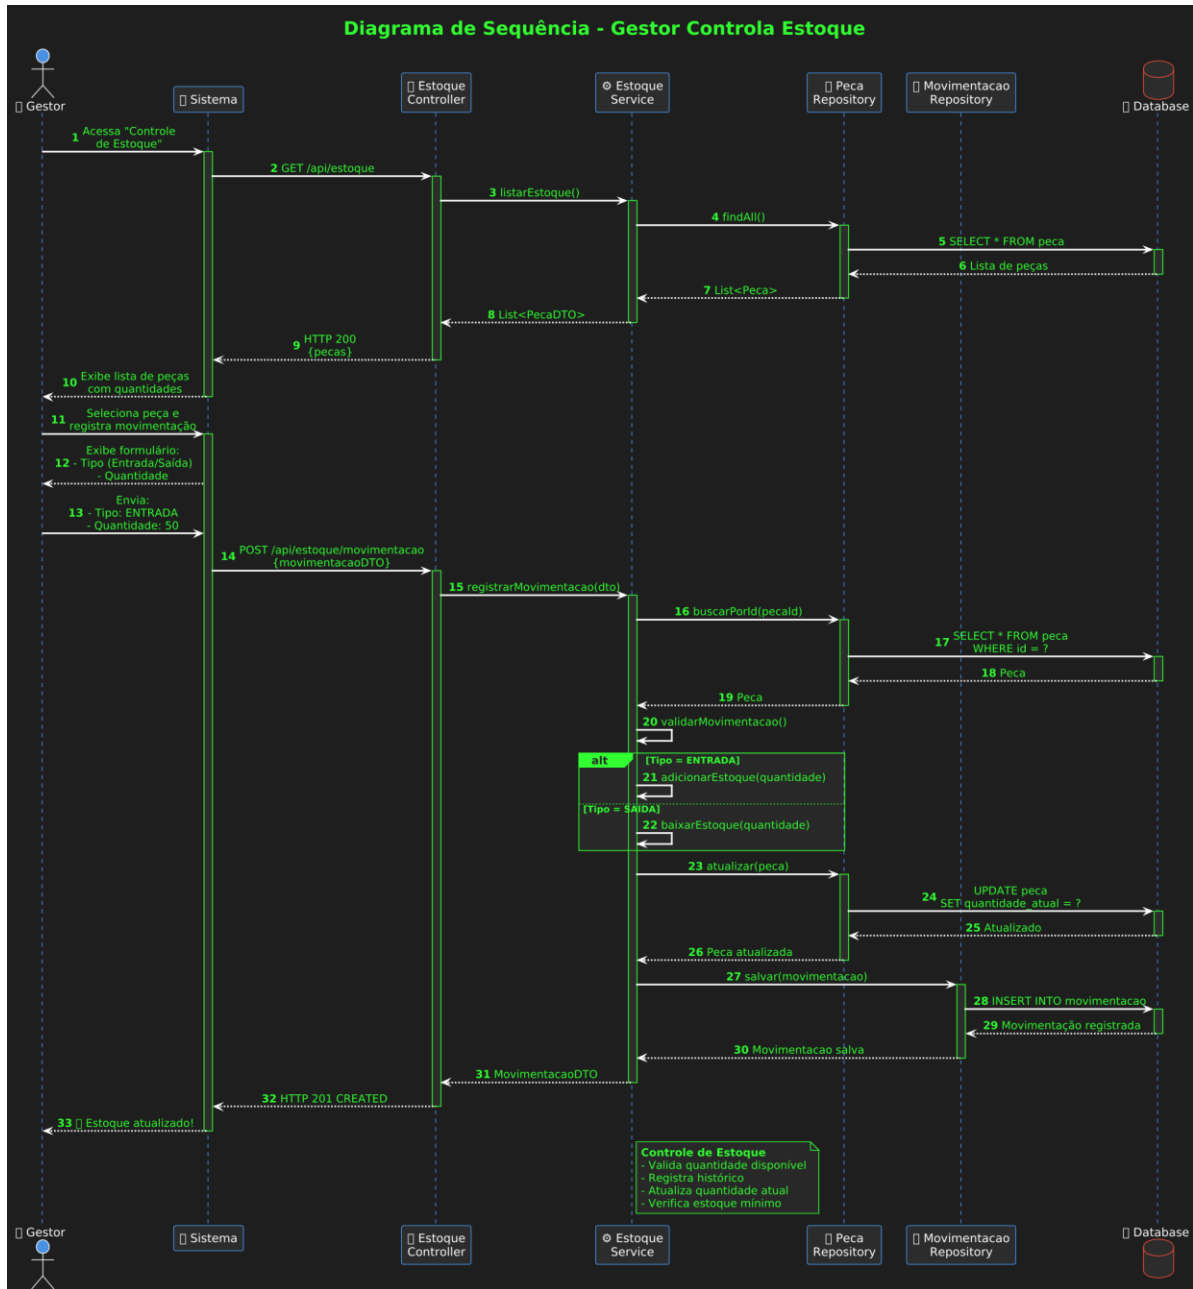 Diagrama de Sequência - Gestor Controla Estoque
Gestor
Sistema
Estoque
Controller
Estoque
Service
Peca
Repository
Movimentacao
Repository
Database
1 Acessa "Controle
de Estoque"
2 GET /api/estoque
3 listarEstoque()
4 findAll()
5 SELECT * FROM peca
6 Lista de peças
7 List<Peca>
8 List<PecaDTO>
9 HTTP 200
{pecas}
10 Exibe lista de peças
com quantidades
11 Seleciona peça e
registra movimentação
Exibe formulário:
12 - Tipo (Entrada/Saída)
- Quantidade
Envia:
13 - Tipo: ENTRADA
- Quantidade: 50
14 POST /api/estoque/movimentacao
{movimentacaoDTO}
15 registrarMovimentacao(dto)
16 buscarPorId(pecaId)
17 SELECT * FROM peca
WHERE id = ?
18 Peca
19 Peca
20 validarMovimentacao()
alt [Tipo = ENTRADA]
21 adicionarEstoque(quantidade)
[Tipo = SAIDA]
22 baixarEstoque(quantidade)
23 atualizar(peca)
24 UPDATE peca
SET quantidade_atual = ?
25 Atualizado
26 Peca atualizada
27 salvar(movimentacao)
28 INSERT INTO movimentacao
29 Movimentação registrada
30 Movimentacao salva
31 MovimentacaoDTO
32 HTTP 201 CREATED
33 Estoque atualizado!
Controle de Estoque
- Valida quantidade disponível
- Registra histórico
- Atualiza quantidade atual
- Verifica estoque mínimo
Gestor
Sistema
Estoque
Controller
Estoque
Service
Peca
Repository
Movimentacao
Repository
Database